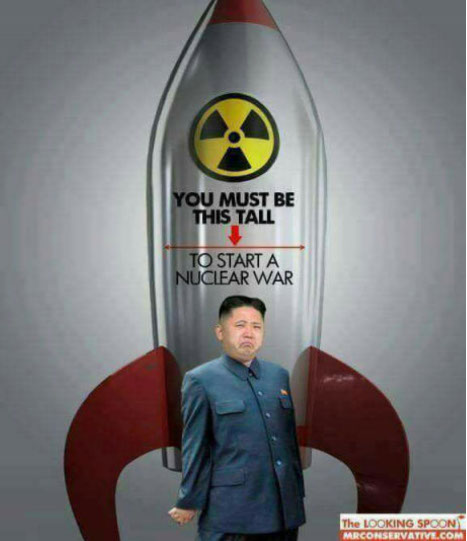 YOU MUST BE
THIS TALL
TO START A
NUCLEAR WAR
The LOOKING SPOON
MRCONSERVATIVE.COM